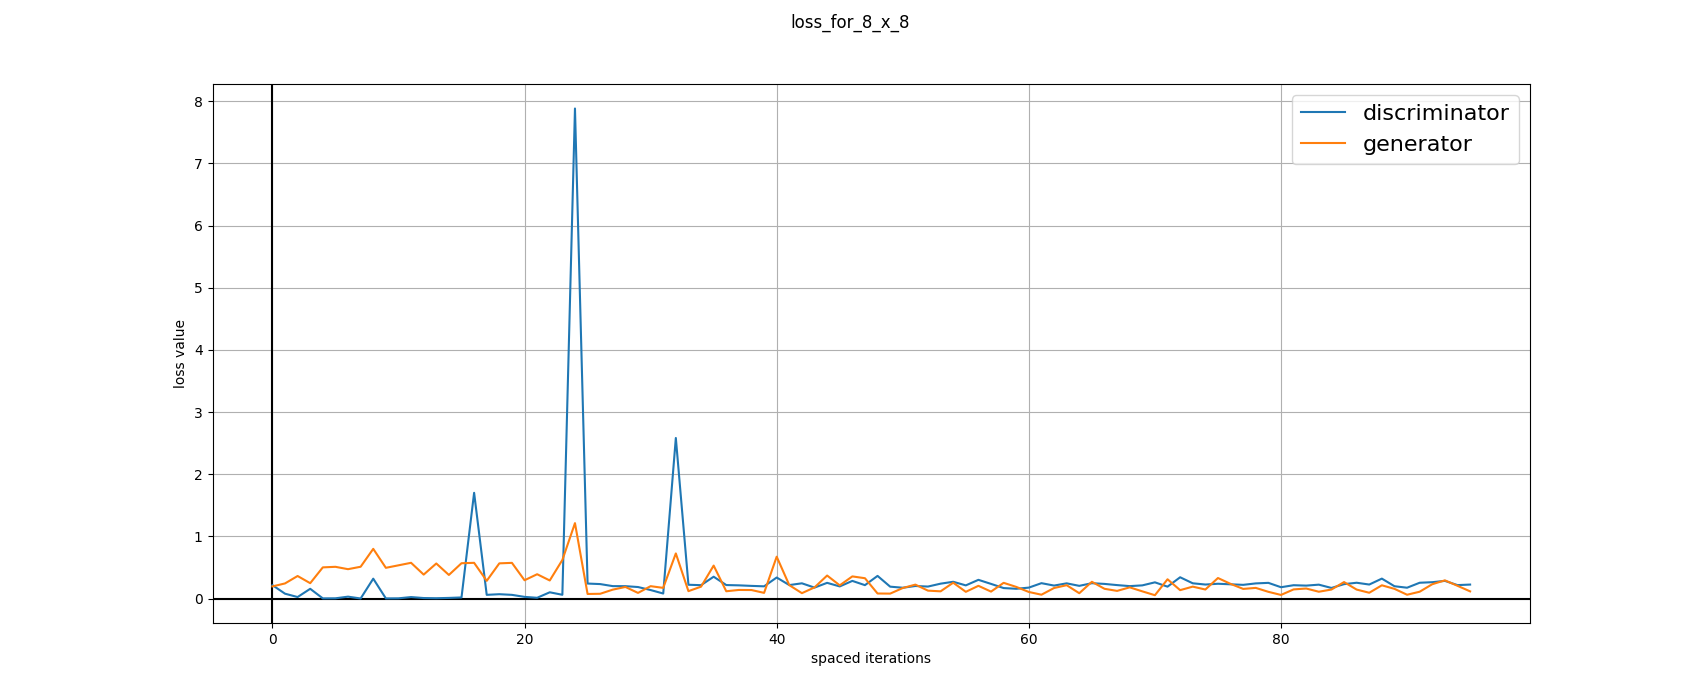 loss_for_8_x_8
discriminator
generator
8
7
6
5
4
3
2
1
0
loss value
0 20 40 60 80
spaced iterations